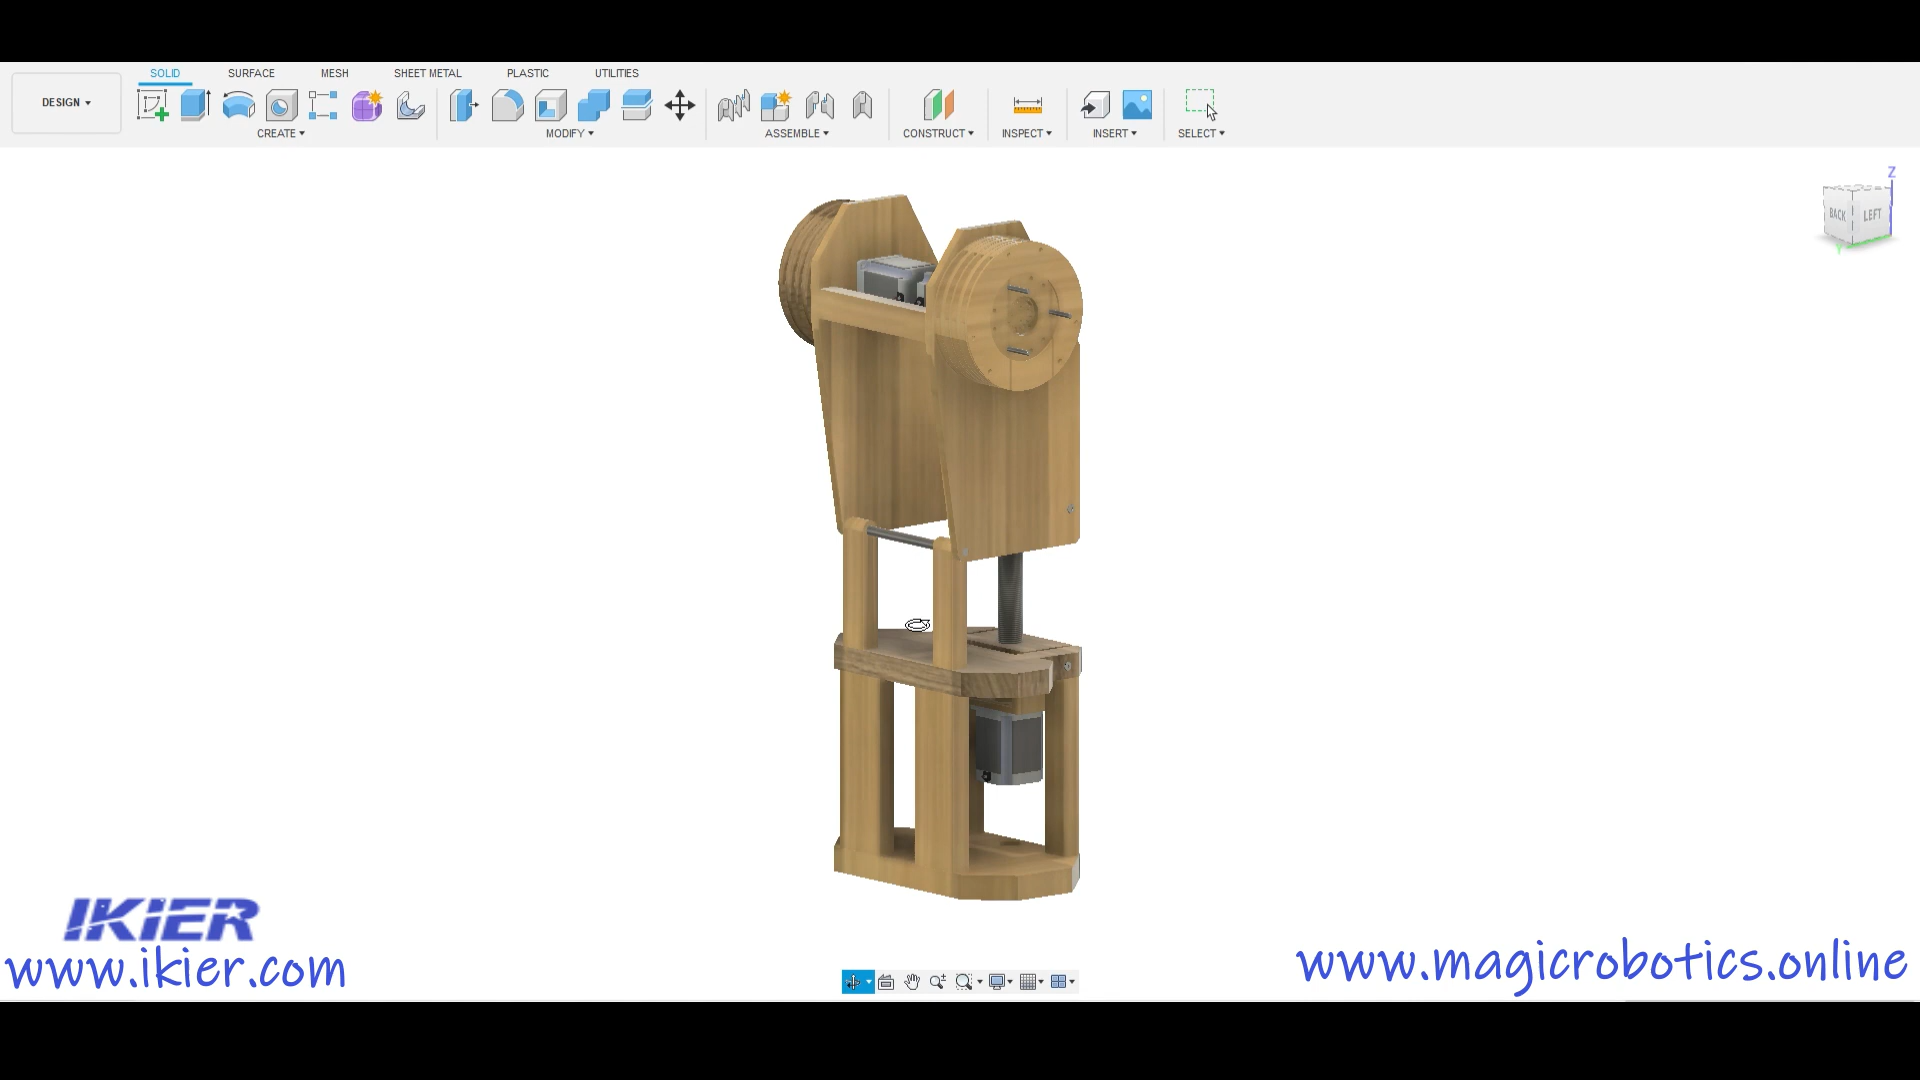 SOLID SURFACE MESH SHEET METAL PLASTIC UTILITIES
DESIGN
CREATE MODIFY ASSEMBLE CONSTRUCT INSPECT INSERT SELECT
Z
BACK LEFT
Y
IKIER
www.ikier.com
www.magicrobotics.online